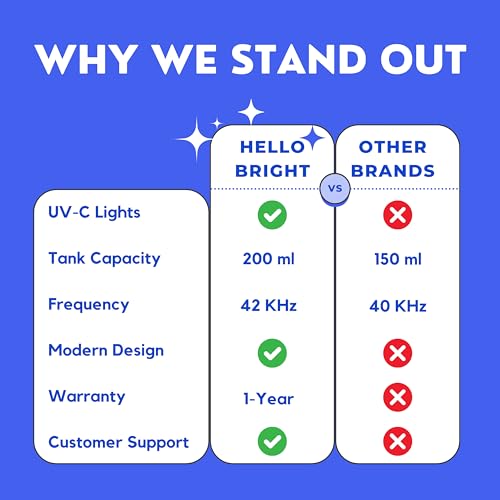 WHY WE STAND OUT
HELLO BRIGHT
VS
OTHER BRANDS
UV-C Lights
Tank Capacity 200 ml 150 ml
Frequency 42 KHz 40 KHz
Modern Design
Warranty 1-Year
Customer Support